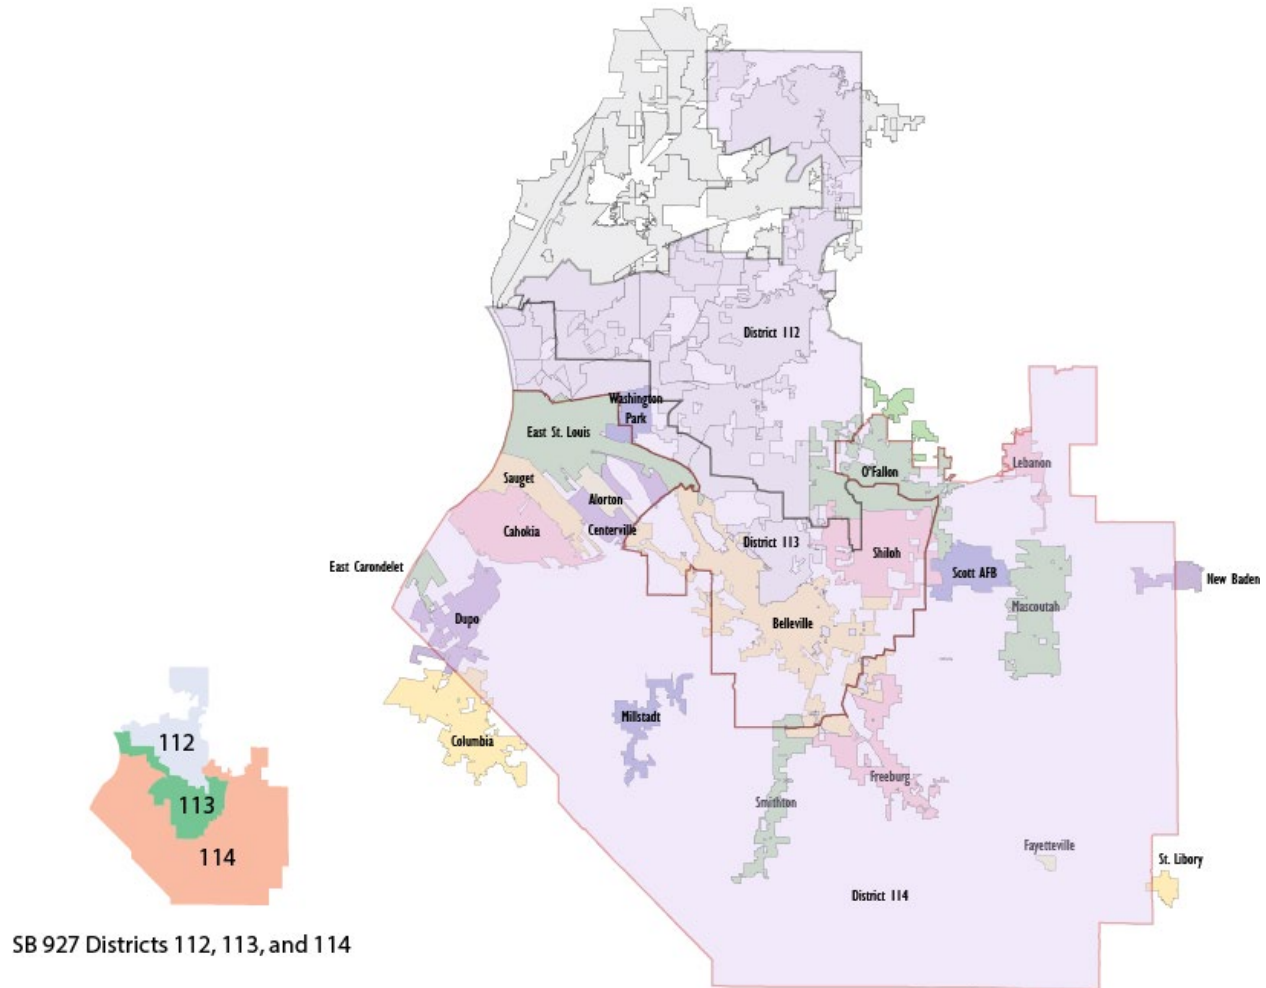 District 112
Washington
Park
East St. Louis
O'Fallon
Lebanon
Sauget
Alorton
Cahokia
Centerville
District 113
Shiloh
East Carondelet
Scott AFB
New Baden
Mascoutah
Dupo
Belleville
Millstadt
Columbia
Freeburg
Smithton
Fayetteville
St. Libory
District 114
112
113
114
SB 927 Districts 112, 113, and 114